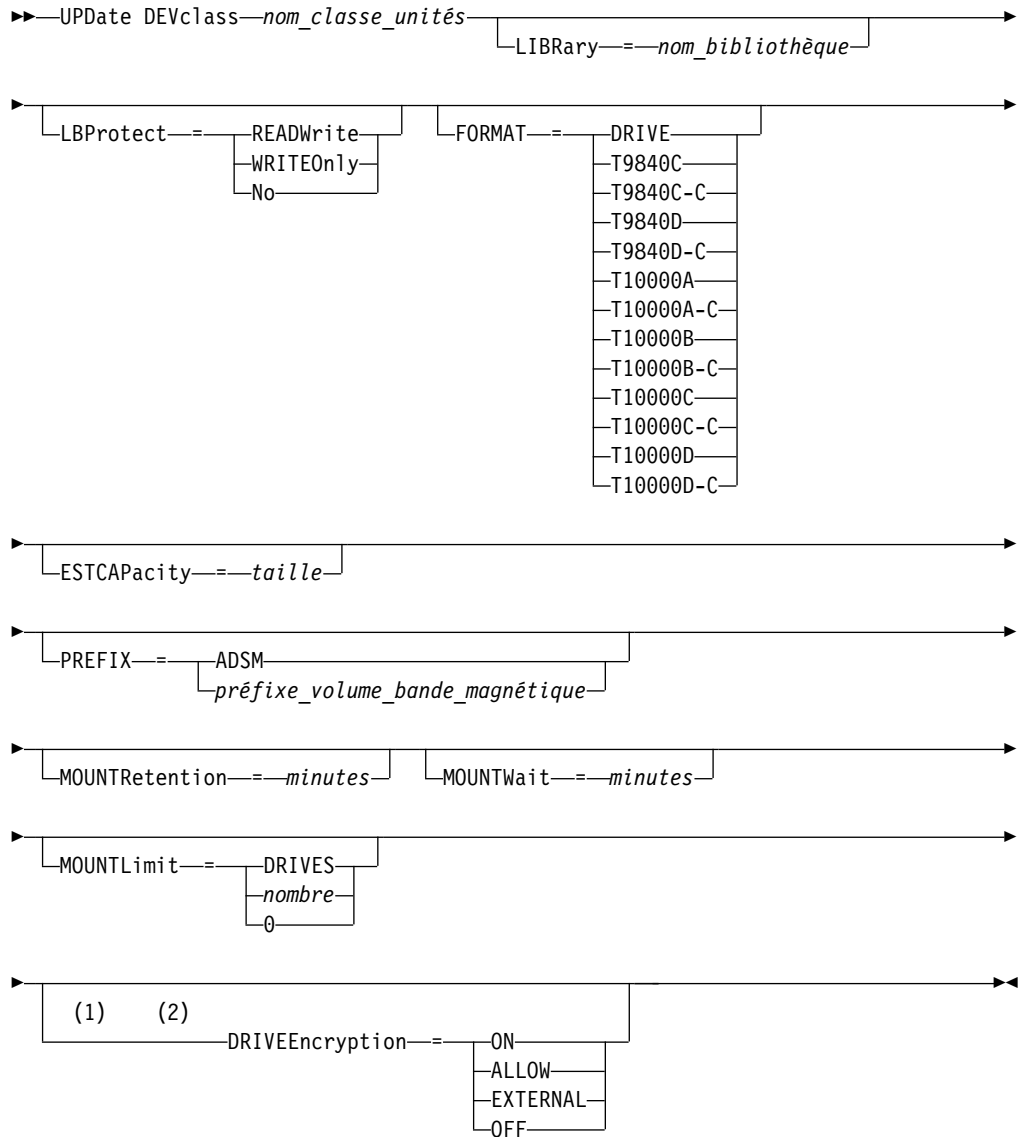 UPDate DEVclass nom_classe_unités
LIBRary = nom_bibliothèque
LBProtect = READWrite FORMAT = DRIVE
WRITEOnly T9840C
No T9840C-C
T9840D
T9840D-C
T10000A
T10000A-C
T10000B
T10000B-C
T10000C
T10000C-C
T10000D
T10000D-C
ESTCAPacity = taille
PREFIX = ADSM
préfixe_volume_bande_magnétique
MOUNTRetention = minutes MOUNTWait = minutes
MOUNTLimit = DRIVES
nombre
0
(1) (2)
DRIVEEncryption = ON
ALLOW
EXTERNAL
OFF